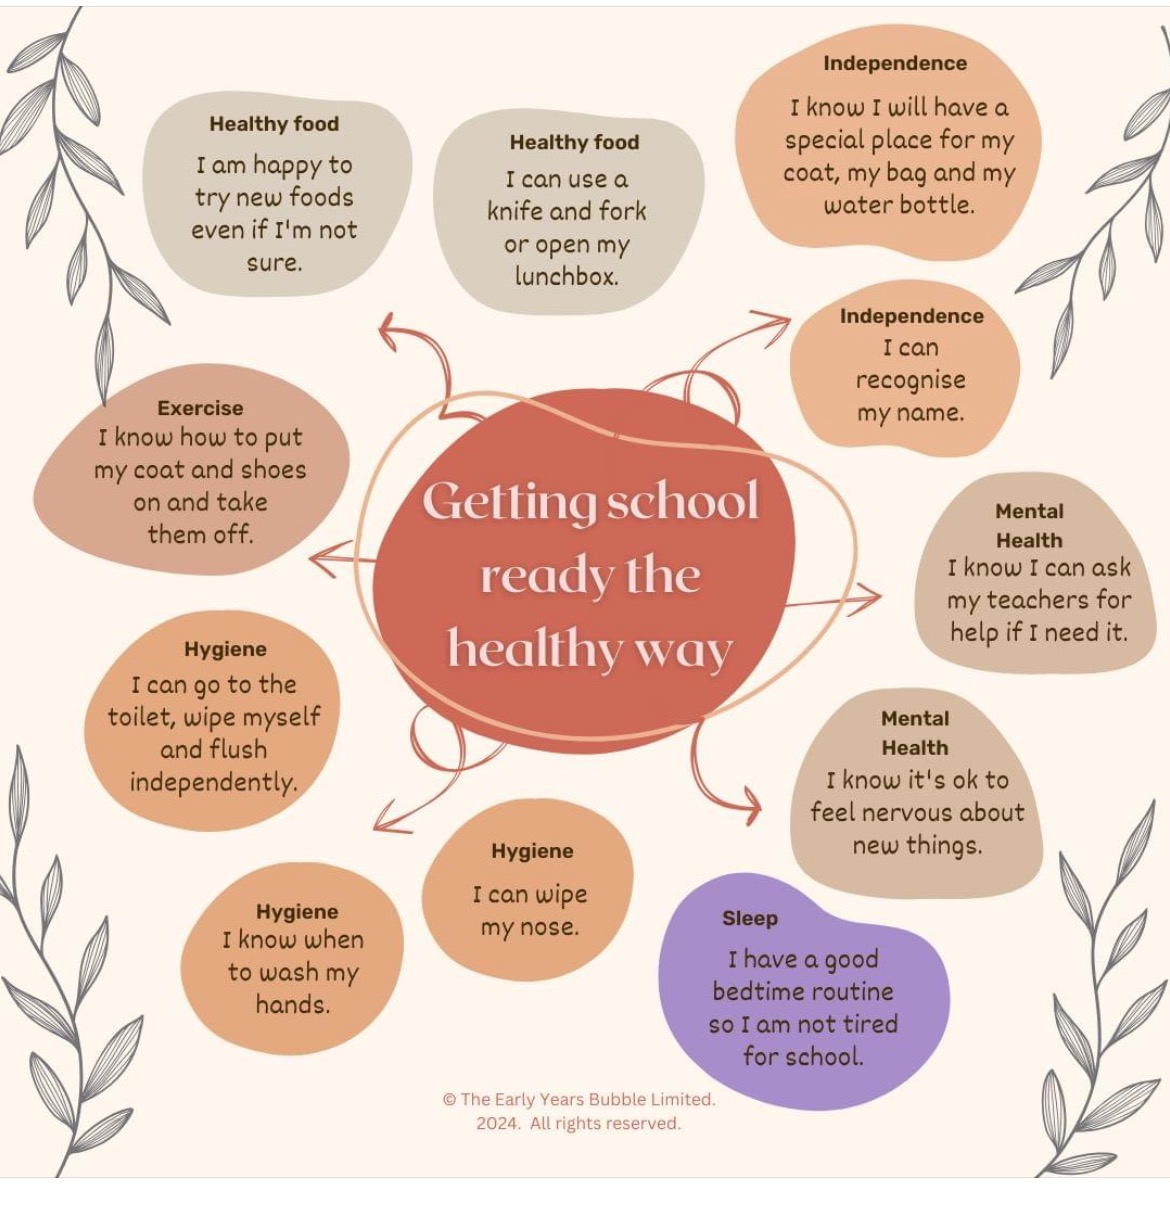 Healthy food
I am happy to
try new foods
even if I'm not
sure.
Healthy food
I can use a
knife and fork
or open my
lunchbox.
Independence
I know I will have a
special place for my
coat, my bag and my
water bottle.
Independence
I can
recognise
my name.
Exercise
I know how to put
my coat and shoes
on and take
them off.
Getting school
ready the
healthy way
Mental
Health
I know I can ask
my teachers for
help if I need it.
Hygiene
I can go to the
toilet, wipe myself
and flush
independently.
Mental
Health
I know it's ok to
feel nervous about
new things.
Hygiene
I can wipe
my nose.
Hygiene
I know when
to wash my
hands.
Sleep
I have a good
bedtime routine
so I am not tired
for school.
© The Early Years Bubble Limited.
2024. All rights reserved.